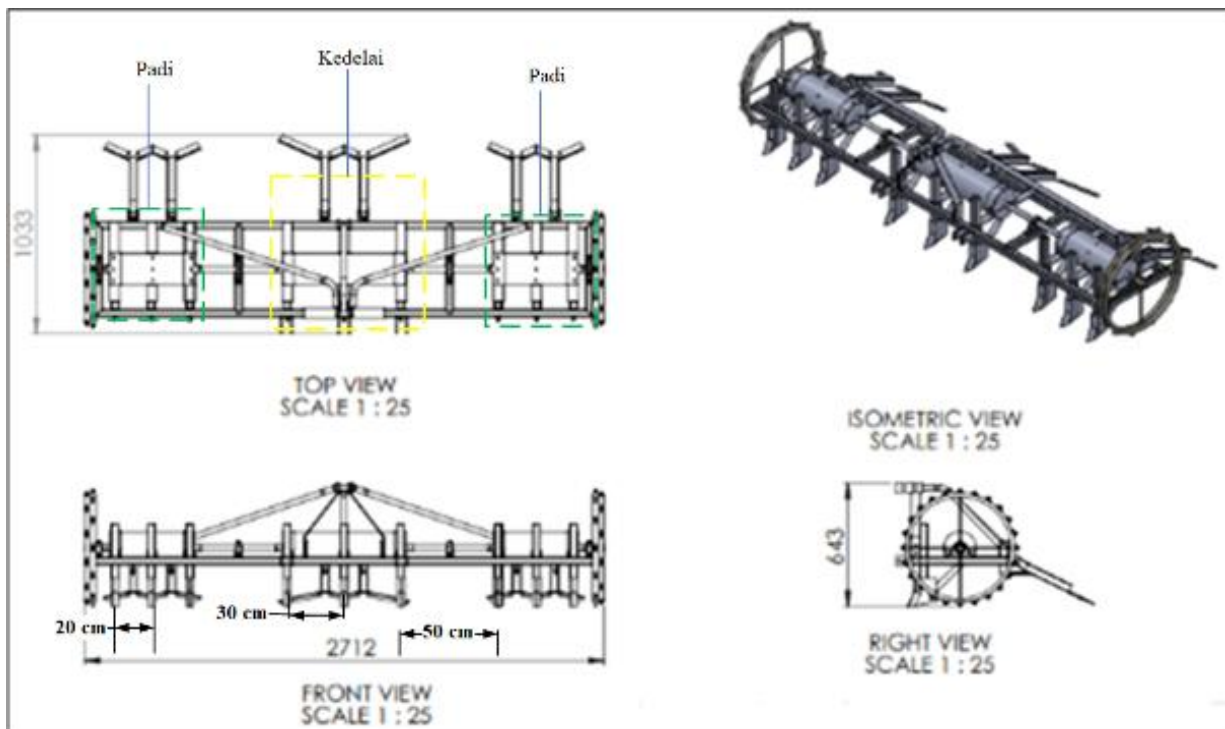 Padi
Kedelai
Padi
1033
TOP VIEW
SCALE 1 : 25
ISOMETRIC VIEW
SCALE 1 : 25
20 cm
30 cm
50 cm
2712
FRONT VIEW
SCALE 1 : 25
643
RIGHT VIEW
SCALE 1 : 25